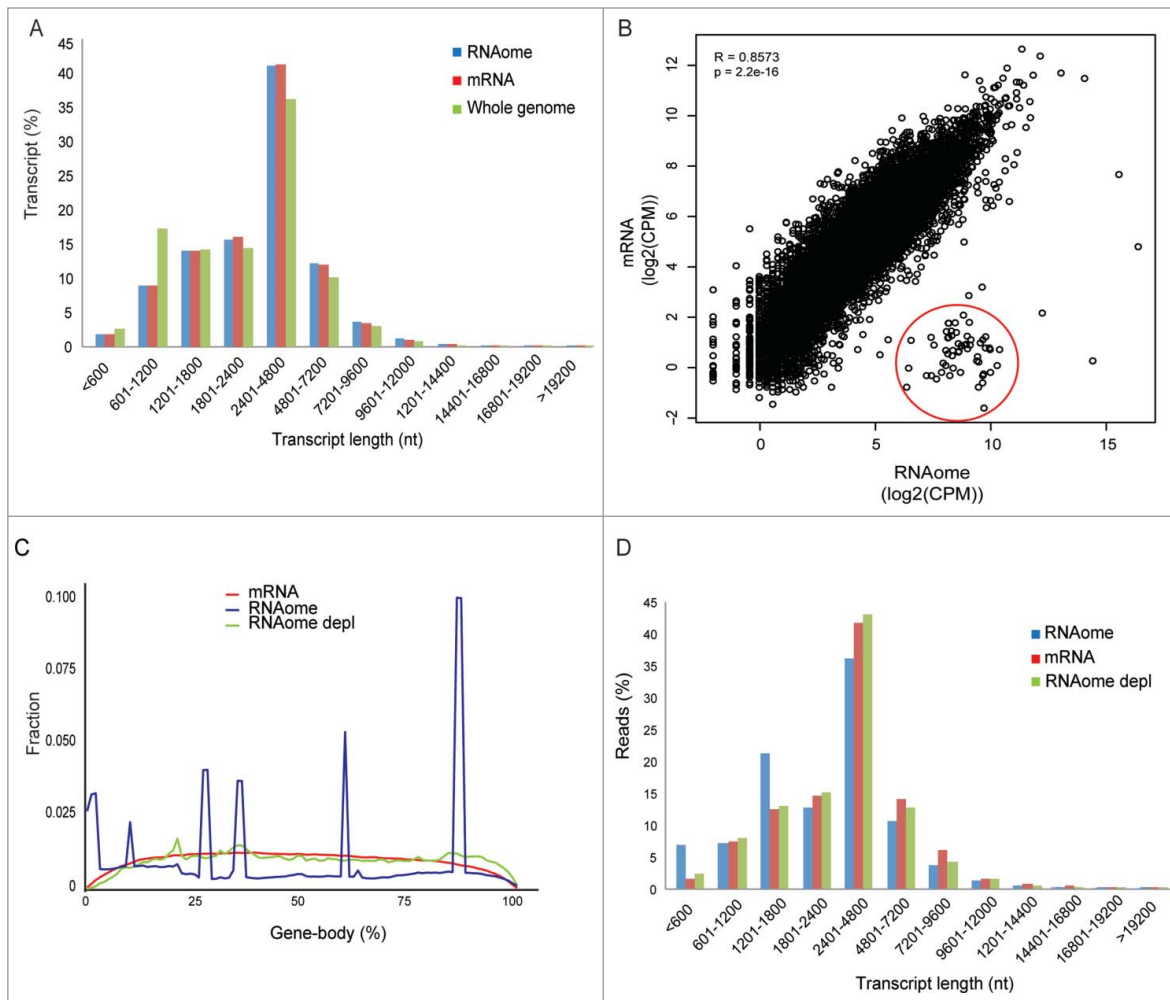 A
45
40
35
30
25
20
15
10
5
0
Transcript (%)
RNAome
mRNA
Whole genome
<600
601-1200
1201-1800
1801-2400
2401-4800
4801-7200
7201-9600
9601-12000
1201-14400
14401-16800
16801-19200
>19200
Transcript length (nt)
B
R = 0.8573
p = 2.2e-16
12
10
8
6
4
2
0
-2
mRNA
(log2(CPM))
0
5
10
15
RNAome
(log2(CPM))
C
mRNA
RNAome
RNAome depl
0.100
0.075
0.050
0.025
0
Fraction
0
25
50
75
100
Gene-body (%)
D
45
40
35
30
25
20
15
10
5
0
Reads (%)
RNAome
mRNA
RNAome depl
<600
601-1200
1201-1800
1801-2400
2401-4800
4801-7200
7201-9600
9601-12000
1201-14400
14401-16800
16801-19200
>19200
Transcript length (nt)